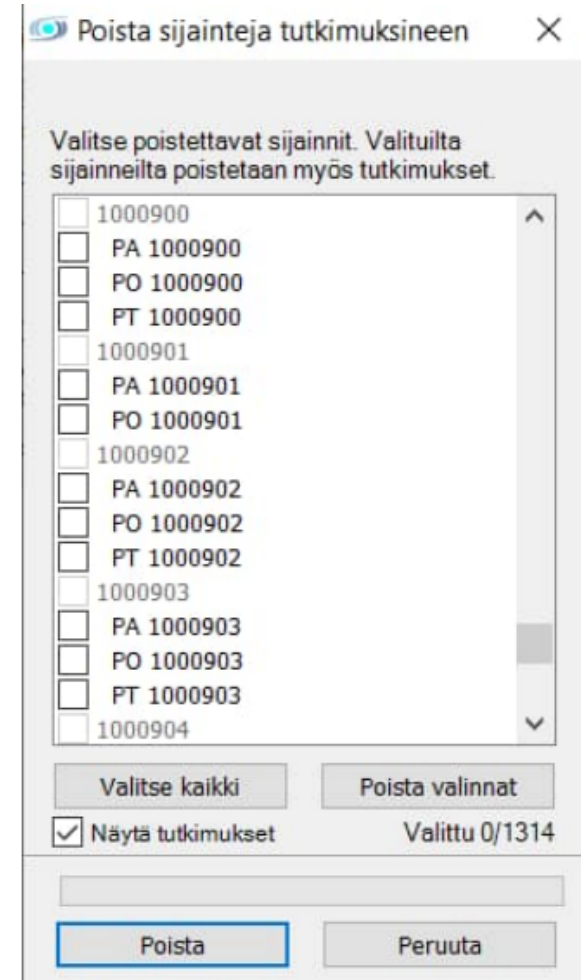 Poista sijainteja tutkimuksineen
Valitse poistettavat sijainnit. Valituilta
sijainneilta poistetaan myös tutkimukset.
1000900
PA 1000900
PO 1000900
PT 1000900
1000901
PA 1000901
PO 1000901
1000902
PA 1000902
PO 1000902
PT 1000902
1000903
PA 1000903
PO 1000903
PT 1000903
1000904
Valitse kaikki Poista valinnat
Näytä tutkimukset Valittu 0/1314
Poista Peruuta